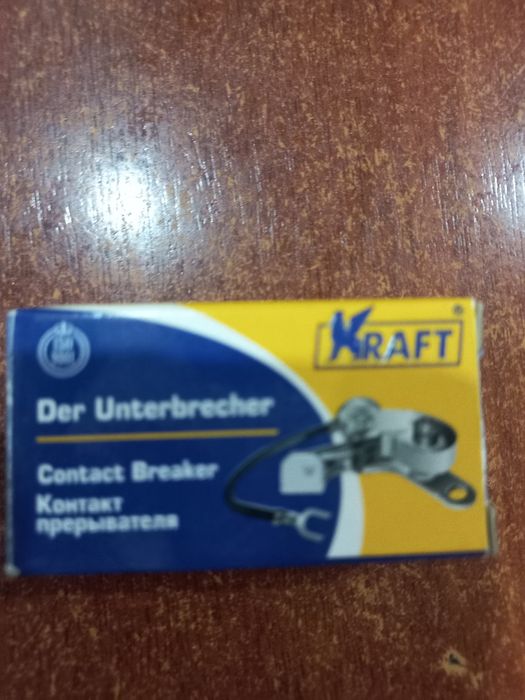 KRAFT®
Der Unterbrecher
Contact Breaker
Контакт
прерывателя